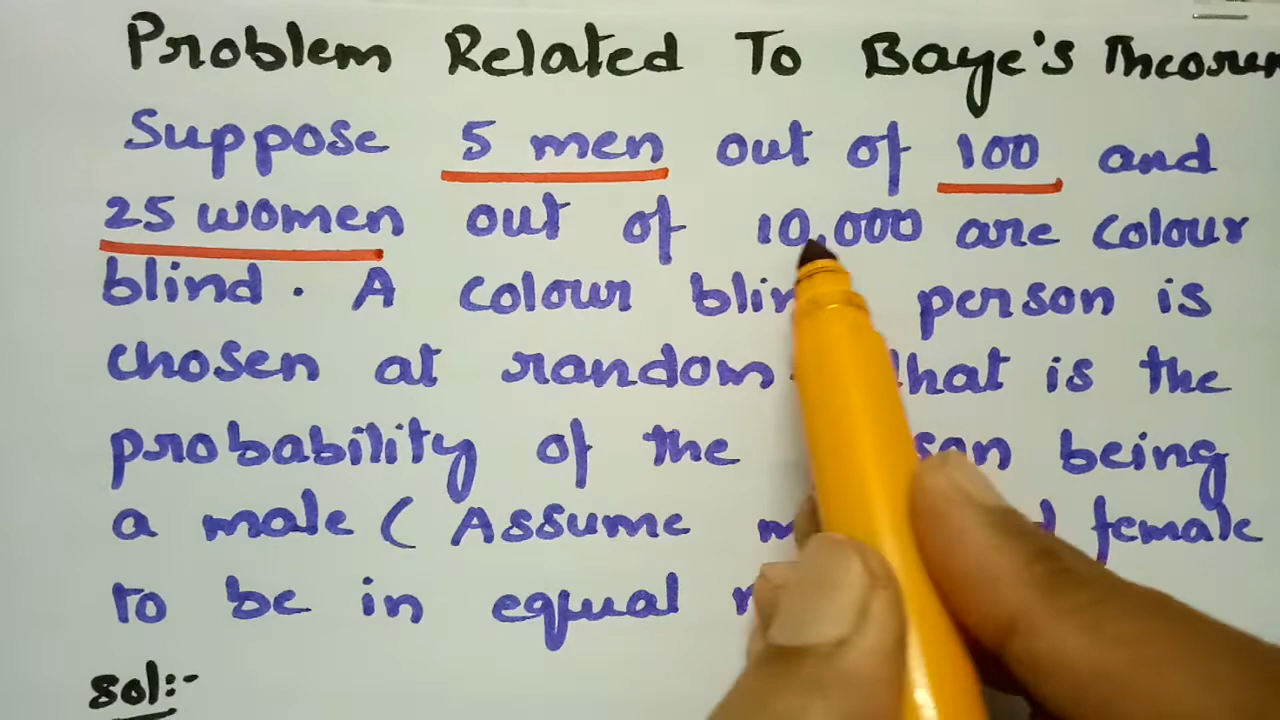 Problem Related To Baye's Theorem
Suppose 5 men out of 100 and
25 women out of 10,000 are colour
blind. A colour person is
chosen at random. is the
probability of the being
a male ( Assume female
to be in equal
Sol:-